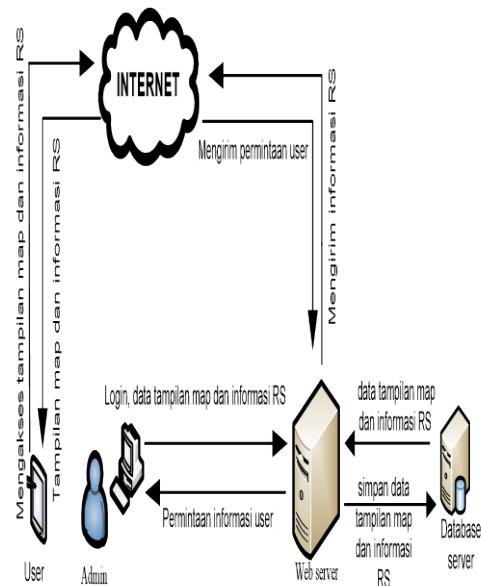 INTERNET
Mengakses tampilan map dan informasi RS
Tampilan map dan informasi RS
Mengirim permintaan user
Mengirim informasi RS
Login, data tampilan map dan informasi RS
Permintaan informasi user
data tampilan map
dan informasi RS
simpan data
tampilan map
dan informasi
RS
User
Admin
Web server
Database
server